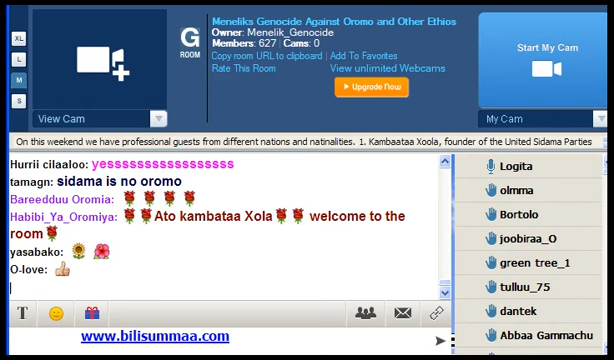 XL
L
M
S
View Cam
G
ROOM
Meneliks Genocide Against Oromo and Other Ethios
Owner: Menelik_Genocide
Members: 627 | Cams: 0
Copy room URL to clipboard | Add To Favorites
Rate This Room View unlimited Webcams
Upgrade Now
Start My Cam
My Cam
On this weekend we have professional guests from different nations and natinalities. 1. Kambaataa Xoola, founder of the United Sidama Parties
Hurrii cilaaloo: yesssssssssssssssss
tamagn: sidama is no oromo
Bareedduu Oromia:
Habibi_Ya_Oromiya: Ato kambataa Xola welcome to the
room
yasabako:
O-love:
T
www.bilisummaa.com
Logita
olmma
Bortolo
joobiraa_O
green tree_1
tulluu_75
dantek
Abbaa Gammachu